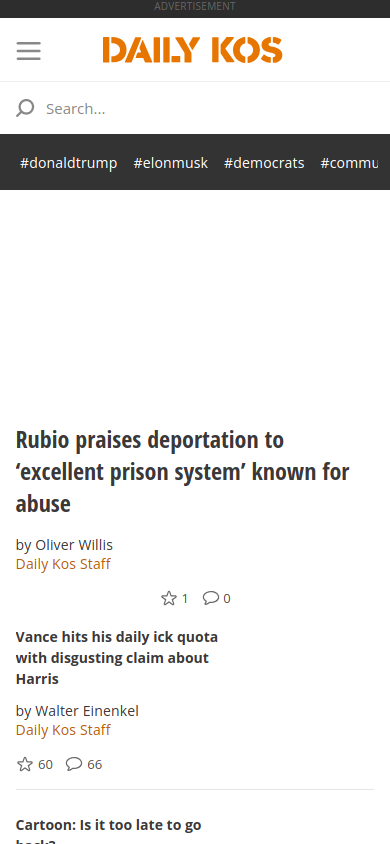 ADVERTISEMENT
DAILY KOS
Search...
#donaldtrump #elonmusk #democrats #commu
Rubio praises deportation to
‘excellent prison system’ known for
abuse
by Oliver Willis
Daily Kos Staff
1 0
Vance hits his daily ick quota
with disgusting claim about
Harris
by Walter Einenkel
Daily Kos Staff
60 66
Cartoon: Is it too late to go
back?